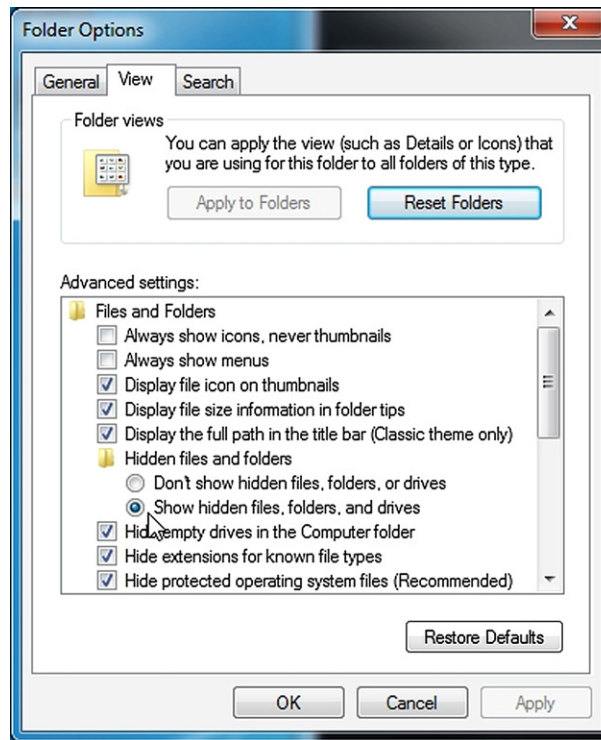 Folder Options
General View Search
Folder views
You can apply the view (such as Details or Icons) that
you are using for this folder to all folders of this type.
Apply to Folders Reset Folders
Advanced settings:
Files and Folders
Always show icons, never thumbnails
Always show menus
Display file icon on thumbnails
Display file size information in folder tips
Display the full path in the title bar (Classic theme only)
Hidden files and folders
Don't show hidden files, folders, or drives
Show hidden files, folders, and drives
Hide empty drives in the Computer folder
Hide extensions for known file types
Hide protected operating system files (Recommended)
Restore Defaults
OK Cancel Apply